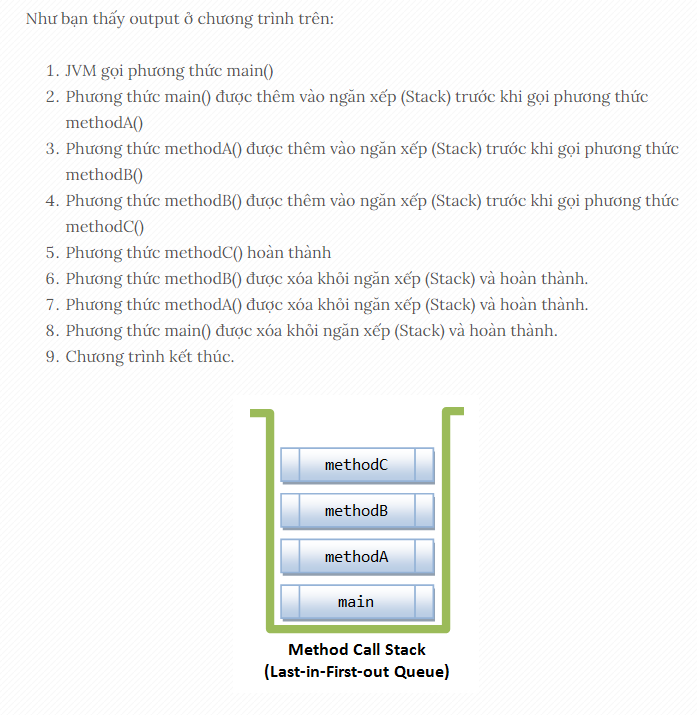 Như bạn thấy output ở chương trình trên:
1. JVM gọi phương thức main()
2. Phương thức main() được thêm vào ngăn xếp (Stack) trước khi gọi phương thức
methodA()
3. Phương thức methodA() được thêm vào ngăn xếp (Stack) trước khi gọi phương thức
methodB()
4. Phương thức methodB() được thêm vào ngăn xếp (Stack) trước khi gọi phương thức
methodC()
5. Phương thức methodC() hoàn thành
6. Phương thức methodB() được xóa khỏi ngăn xếp (Stack) và hoàn thành.
7. Phương thức methodA() được xóa khỏi ngăn xếp (Stack) và hoàn thành.
8. Phương thức main() được xóa khỏi ngăn xếp (Stack) và hoàn thành.
9. Chương trình kết thúc.
methodC
methodB
methodA
main
Method Call Stack
(Last-in-First-out Queue)